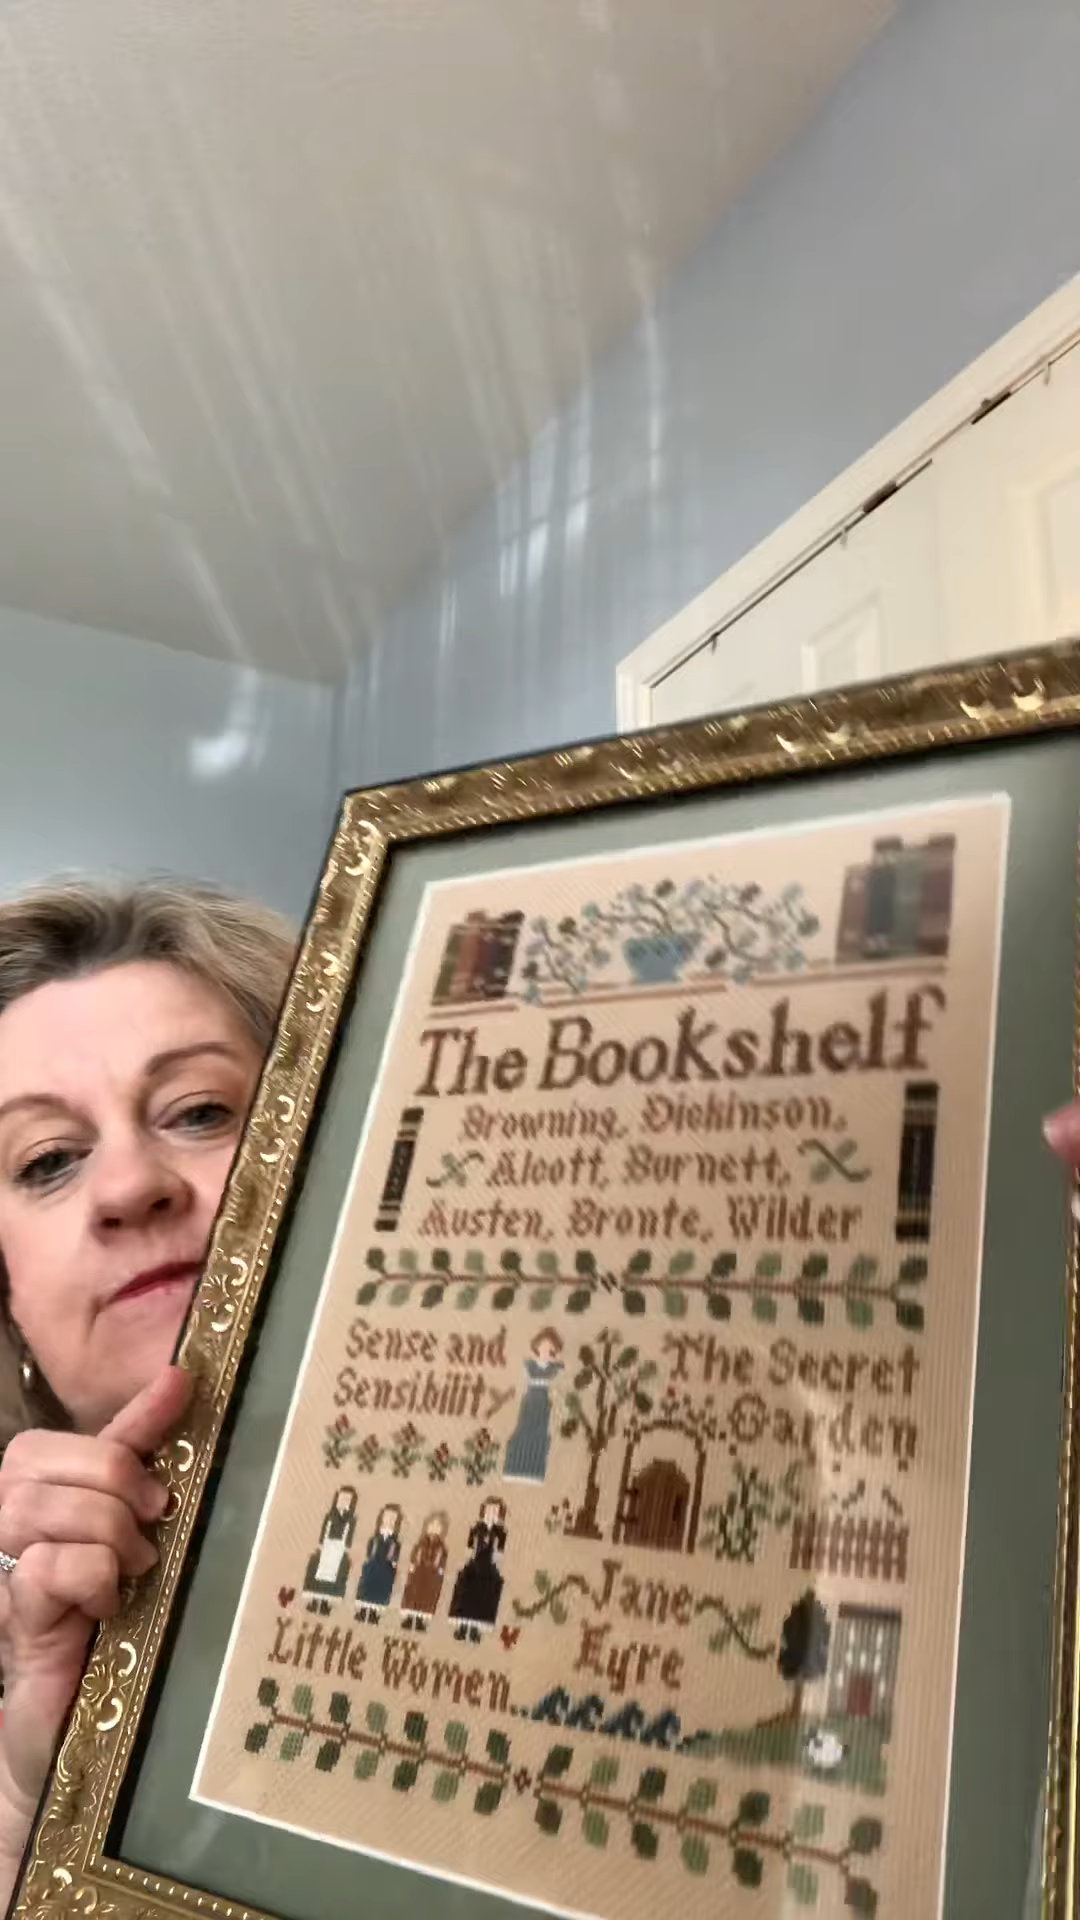 The Bookshelf
Browning, Dickinson,
Alcott, Burnett,
Austen, Bronte, Wilder
Sense and
Sensibility
The Secret
Garden
Jane
Eyre
Little Women...